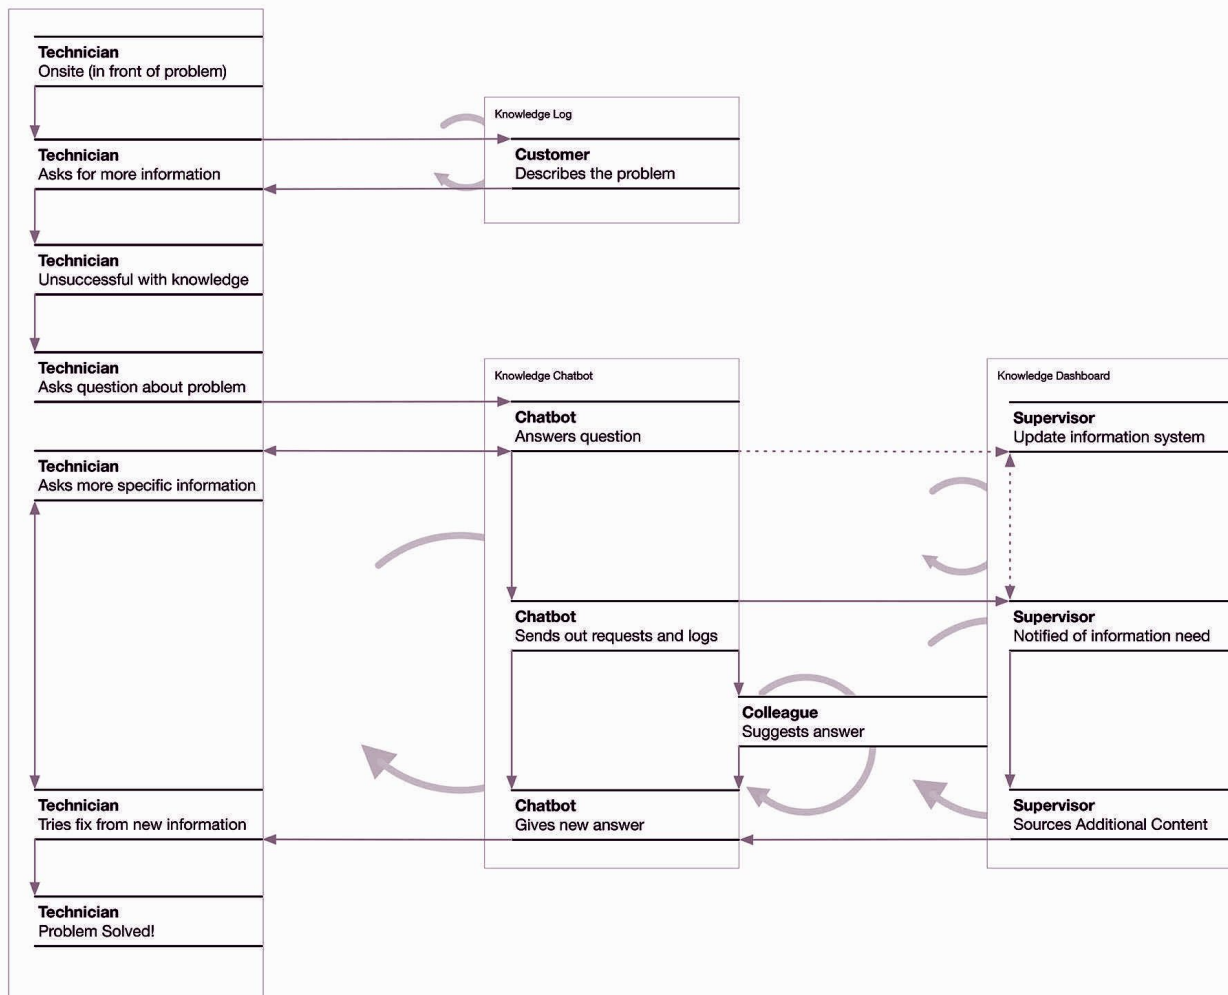 Technician
Onsite (in front of problem)
Knowledge Log
Technician
Asks for more information
Customer
Describes the problem
Technician
Unsuccessful with knowledge
Technician
Asks question about problem
Knowledge Chatbot
Knowledge Dashboard
Chatbot
Answers question
Supervisor
Update information system
Technician
Asks more specific information
Chatbot
Sends out requests and logs
Supervisor
Notified of information need
Colleague
Suggests answer
Technician
Tries fix from new information
Chatbot
Gives new answer
Supervisor
Sources Additional Content
Technician
Problem Solved!